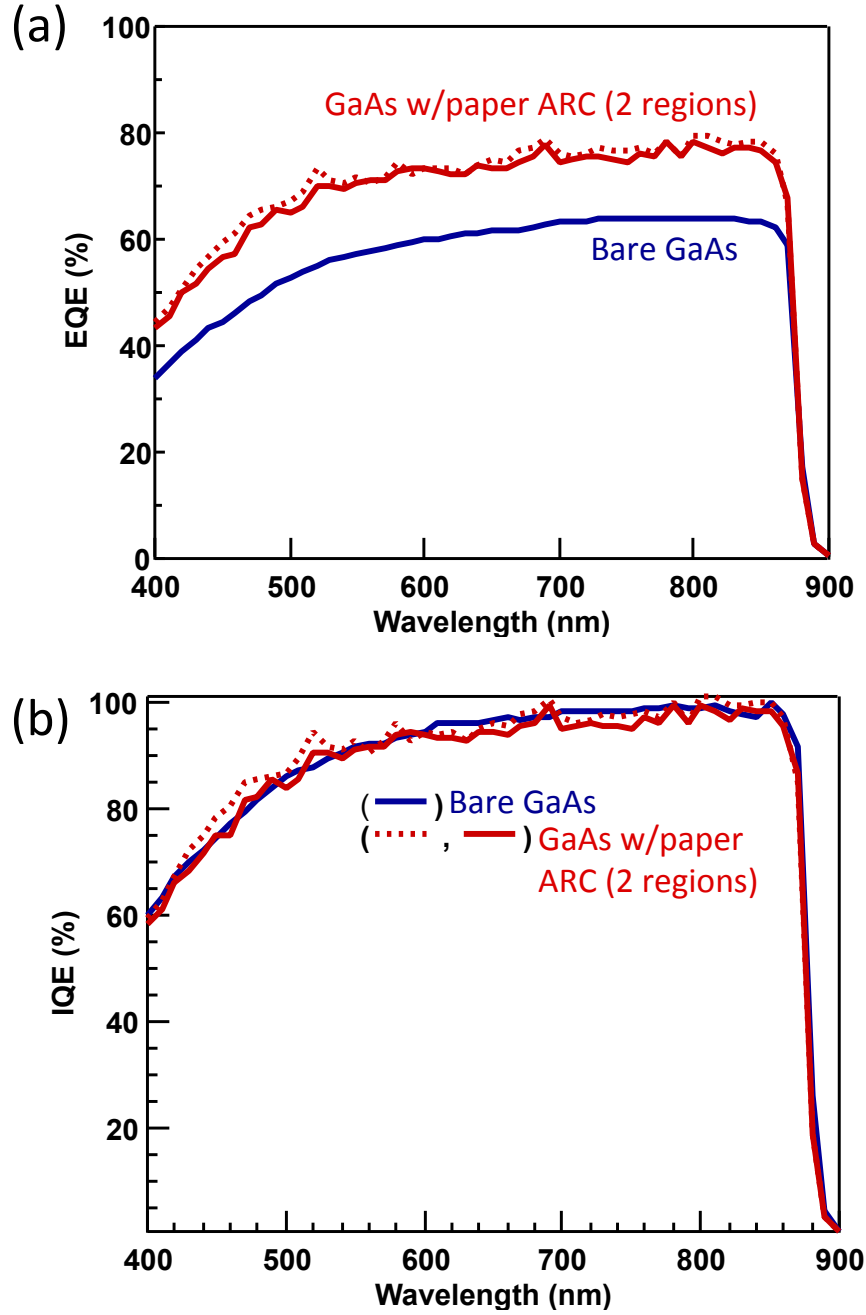 (a)
100
80
60
40
20
0
EQE (%)
GaAs w/paper ARC (2 regions)
Bare GaAs
400 500 600 700 800 900
Wavelength (nm)
(b)
100
80
60
40
20
IQE (%)
( ) Bare GaAs
( , ) GaAs w/paper
ARC (2 regions)
400 500 600 700 800 900
Wavelength (nm)